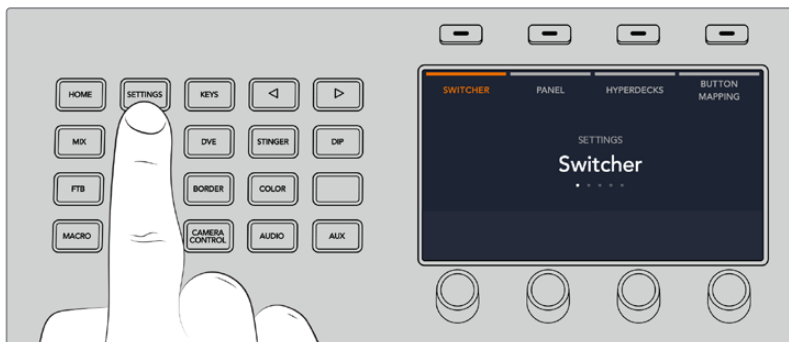 HOME
SETTINGS
KEYS
MIX
DVE
STINGER
DIP
FTB
BORDER
COLOR
MACRO
CAMERA
CONTROL
AUDIO
AUX
SWITCHER
PANEL
HYPERDECKS
BUTTON
MAPPING
SETTINGS
Switcher